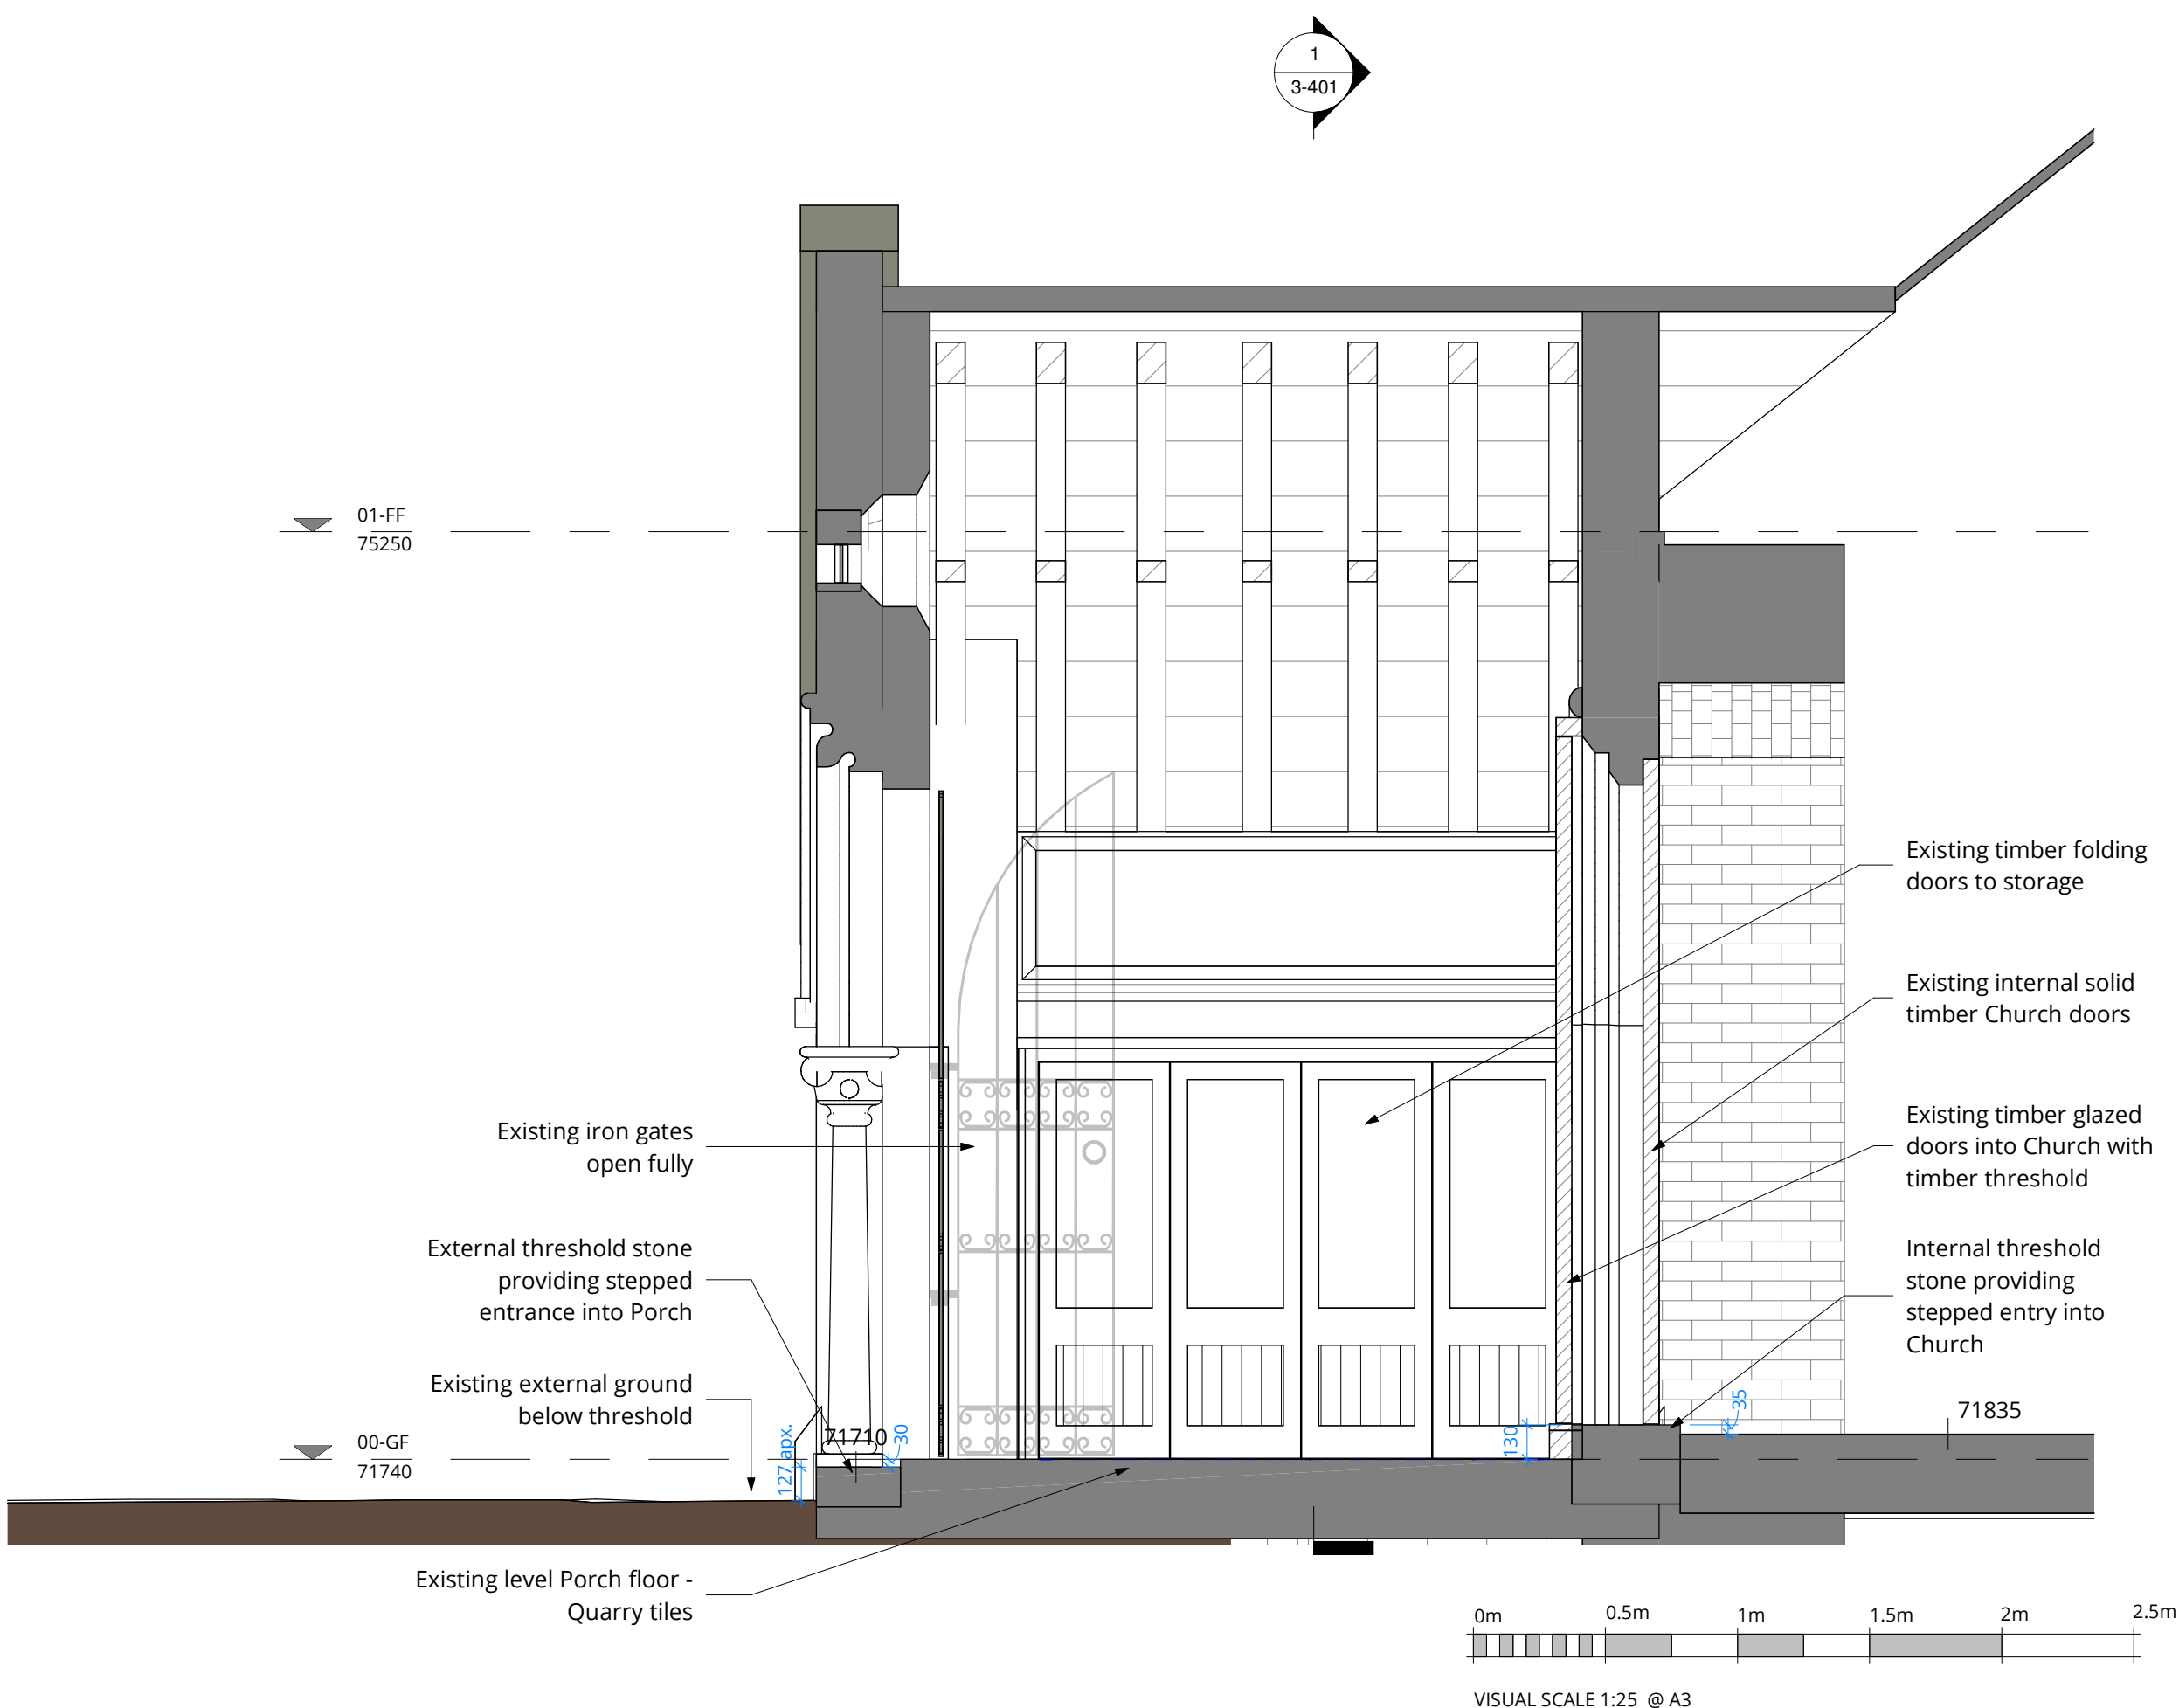 1
3-401
01-FF
75250
Existing timber folding
doors to storage
Existing internal solid
timber Church doors
Existing timber glazed
doors into Church with
timber threshold
Internal threshold
stone providing
stepped entry into
Church
Existing iron gates
open fully
External threshold stone
providing stepped
entrance into Porch
Existing external ground
below threshold
00-GF
71740
127 apx.
71710
30
130
35
71835
Existing level Porch floor -
Quarry tiles
0m
0.5m
1m
1.5m
2m
2.5m
VISUAL SCALE 1:25 @ A3